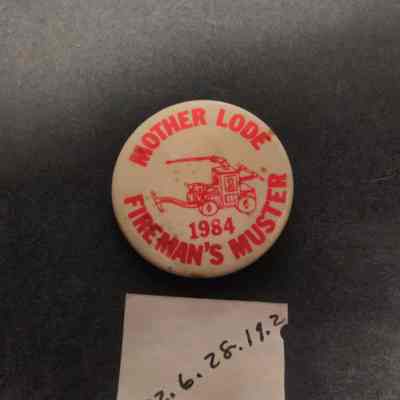 MOTHER LODE
1984
FIREMAN'S MUSTER
2.6.28.19.2